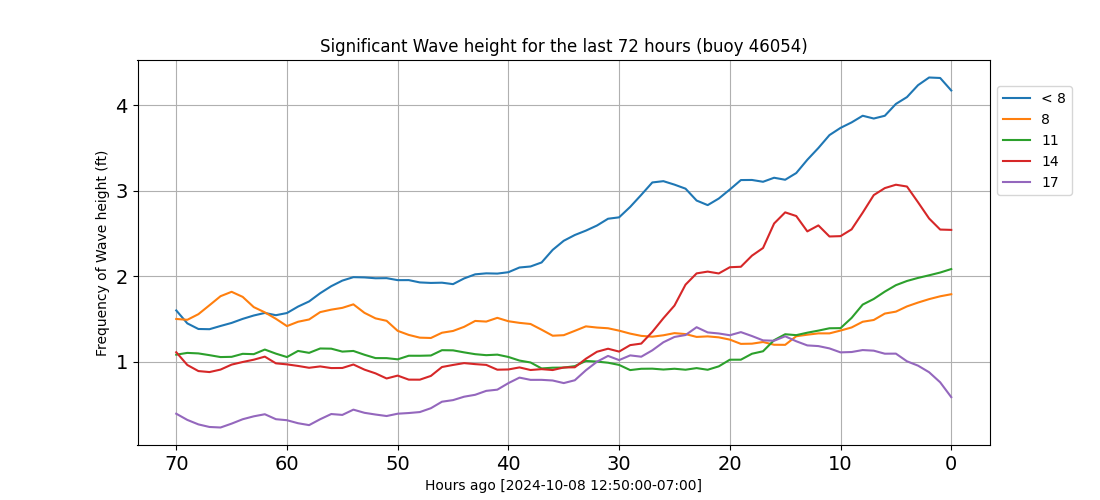 Significant Wave height for the last 72 hours (buoy 46054)
Frequency of Wave height (ft)
4
3
2
1
70 60 50 40 30 20 10 0
Hours ago [2024-10-08 12:50:00-07:00]
< 8
8
11
14
17